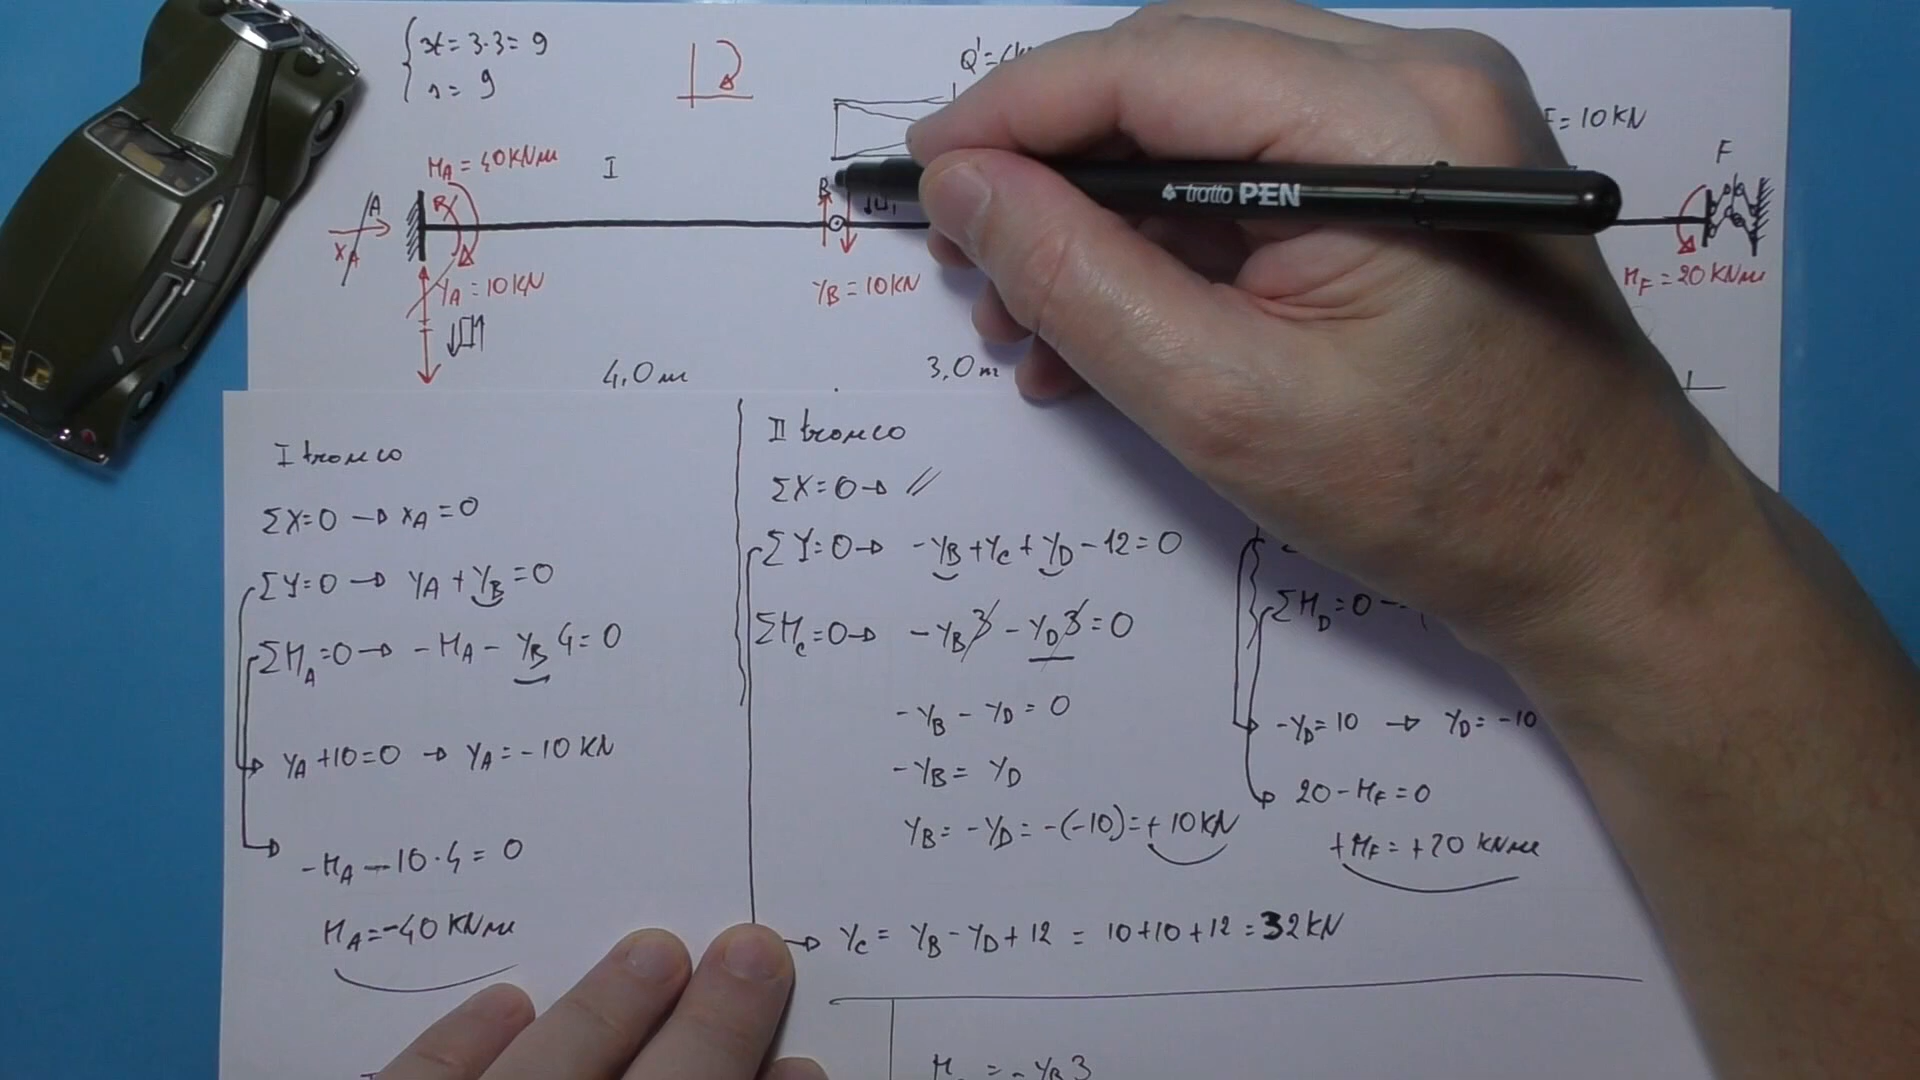 x = 3·3 = 9
s = 9
F = 10 KN
M_A = 40 KNm
I
B
F
A
X_A
Y_A = 10 KN
Y_B = 10 KN
M_F = 20 KNm
4,0 m
3,0 m
tratto PEN
I tronco
ΣX=0 → X_A = 0
ΣY=0 → Y_A + Y_B = 0
ΣM_A=0 → - M_A - Y_B 4 = 0
Y_A + 10 = 0 → Y_A = - 10 KN
- M_A - 10·4 = 0
M_A = - 40 KNm
II tronco
ΣX=0 → //
ΣY=0 → - Y_B + Y_C + Y_D - 12 = 0
ΣM_C=0 → - Y_B 3 - Y_D 3 = 0
- Y_B - Y_D = 0
- Y_B = Y_D
Y_B = - Y_D = -(-10) = + 10 KN
Y_C = Y_B - Y_D + 12 = 10+10+12 = 32 KN
ΣM_D = 0
- Y_D = 10 → Y_D = - 10
20 - M_F = 0
+ M_F = + 20 KNm
= - Y_B 3